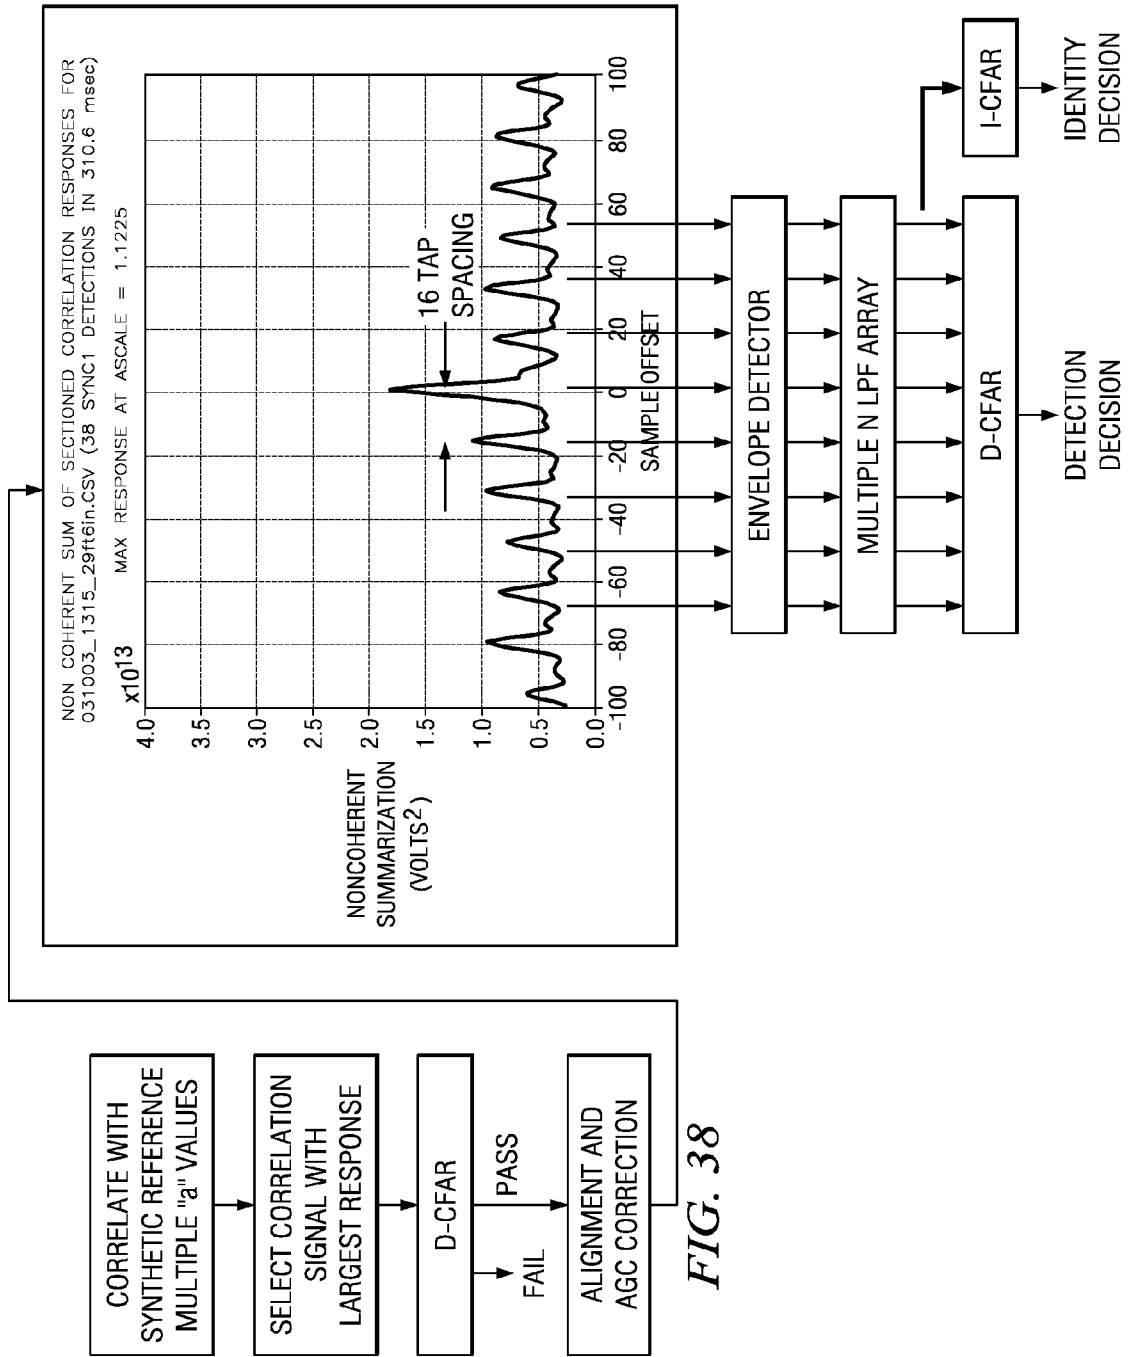 CORRELATE WITH
SYNTHETIC REFERENCE
MULTIPLE "a" VALUES
SELECT CORRELATION
SIGNAL WITH
LARGEST RESPONSE
D-CFAR
FAIL
PASS
ALIGNMENT AND
AGC CORRECTION
FIG. 38
NON COHERENT SUM OF SECTIONED CORRELATION RESPONSES FOR
031003_1315_29ft6in.CSV (38 SYNC1 DETECTIONS IN 310.6 msec)
MAX RESPONSE AT ASCALE = 1.1225
x10^13
4.0
3.5
3.0
2.5
2.0
1.5
1.0
0.5
0.0
NONCOHERENT
SUMMARIZATION
(VOLTS^2)
16 TAP
SPACING
-100
-80
-60
-40
-20
0
20
40
60
80
100
SAMPLE OFFSET
ENVELOPE DETECTOR
MULTIPLE N LPF ARRAY
D-CFAR
I-CFAR
DETECTION
DECISION
IDENTITY
DECISION